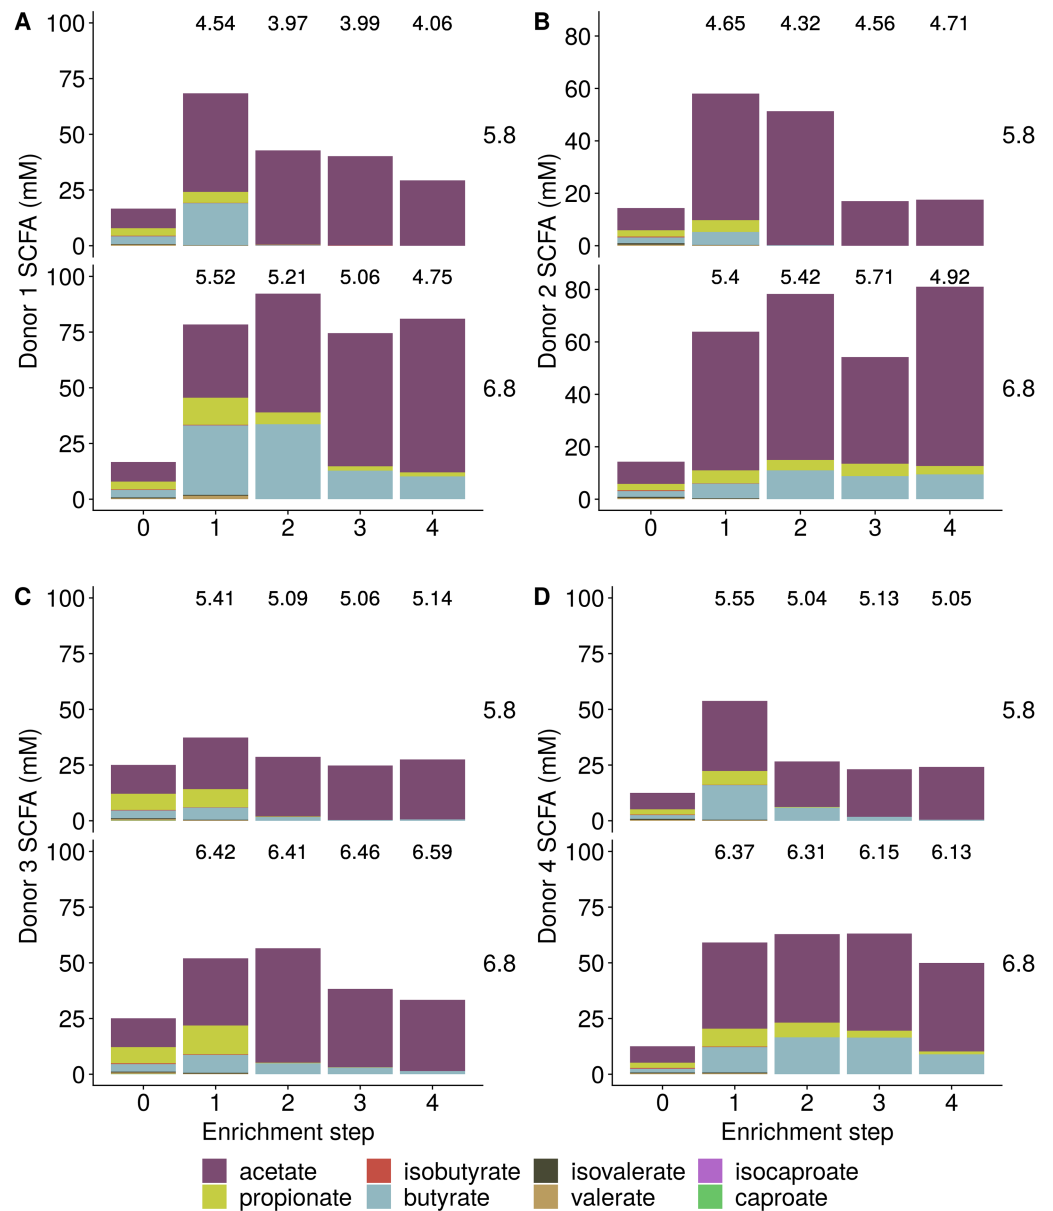 A
100
75
50
25
0
4.54 3.97 3.99 4.06
5.8
100
75
50
25
0
5.52 5.21 5.06 4.75
6.8
0 1 2 3 4
Donor 1 SCFA (mM)
B
80
60
40
20
0
4.65 4.32 4.56 4.71
5.8
80
60
40
20
0
5.4 5.42 5.71 4.92
6.8
0 1 2 3 4
Donor 2 SCFA (mM)
C
100
75
50
25
0
5.41 5.09 5.06 5.14
5.8
100
75
50
25
0
6.42 6.41 6.46 6.59
6.8
0 1 2 3 4
Donor 3 SCFA (mM)
Enrichment step
D
100
75
50
25
0
5.55 5.04 5.13 5.05
5.8
100
75
50
25
0
6.37 6.31 6.15 6.13
6.8
0 1 2 3 4
Donor 4 SCFA (mM)
Enrichment step
acetate isobutyrate isovalerate isocaproate
propionate butyrate valerate caproate